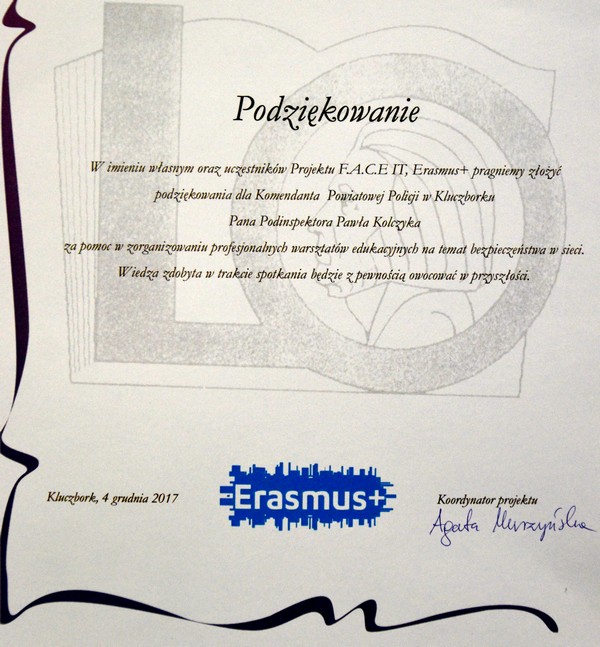 LO
Podziękowanie
W imieniu własnym oraz uczestników Projektu F.A.C.E IT, Erasmus+ pragniemy złożyć
podziękowania dla Komendanta Powiatowej Policji w Kluczborku
Pana Podinspektora Pawła Kolczyka
za pomoc w zorganizowaniu profesjonalnych warsztatów edukacyjnych na temat bezpieczeństwa w sieci.
Wiedza zdobyta w trakcie spotkania będzie z pewnością owocować w przyszłości.
Kluczbork, 4 grudnia 2017
Erasmus+
Koordynator projektu
Agata Murzyńska